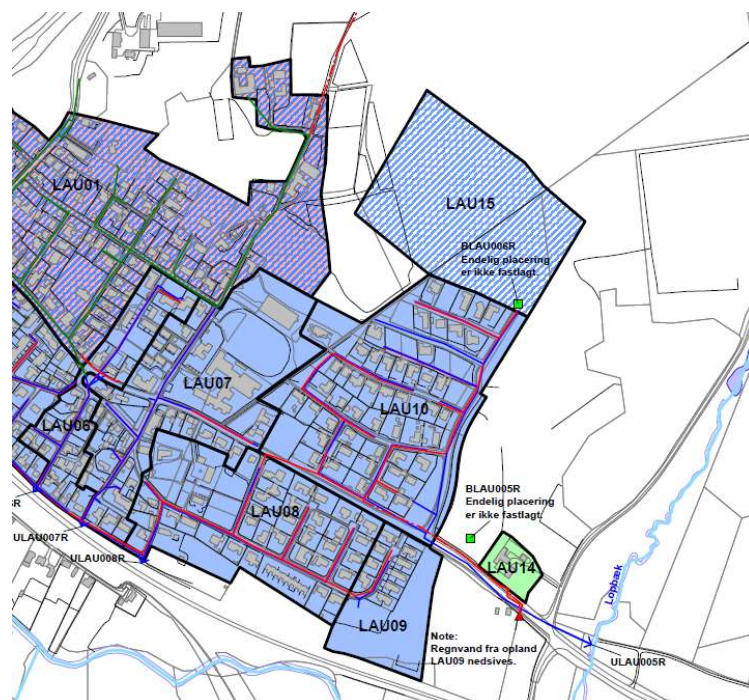 LAU01
LAU15
BLAU006R
Endelig placering
er ikke fastlagt.
LAU07
LAU10
LAU06
BLAU005R
Endelig placering
er ikke fastlagt.
LAU08
ULAU007R
ULAU008R
LAU14
LAU09
Note:
Regnvand fra opland
LAU09 nedsives.
Lopbæk
ULAU005R